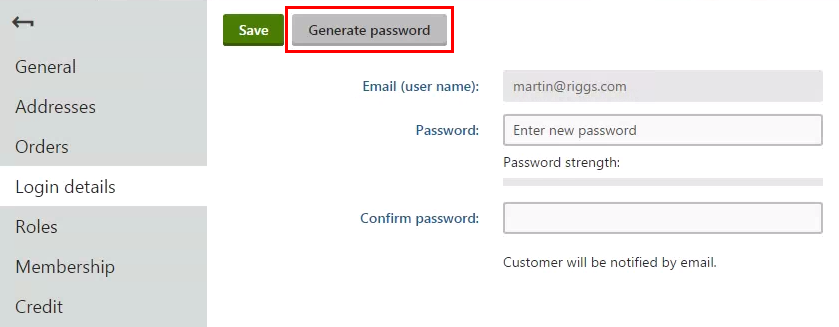 Save
Generate password
General
Addresses
Orders
Login details
Roles
Membership
Credit
Email (user name):
martin@riggs.com
Password:
Enter new password
Password strength:
Confirm password:
Customer will be notified by email.